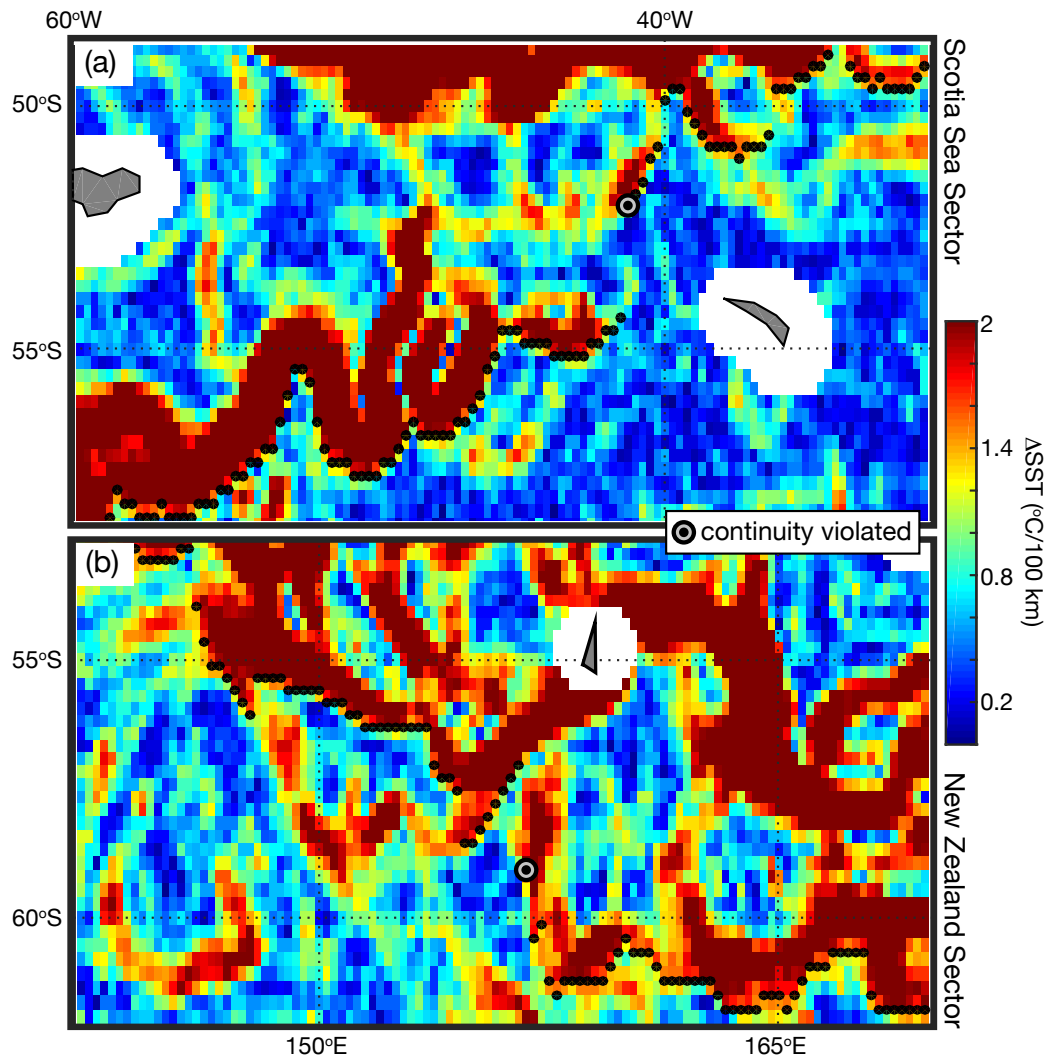 60°W 40°W
(a)
50°S
55°S
Scotia Sea Sector
continuity violated
(b)
55°S
60°S
150°E 165°E
New Zealand Sector
2
1.4
0.8
0.2
ΔSST (°C/100 km)